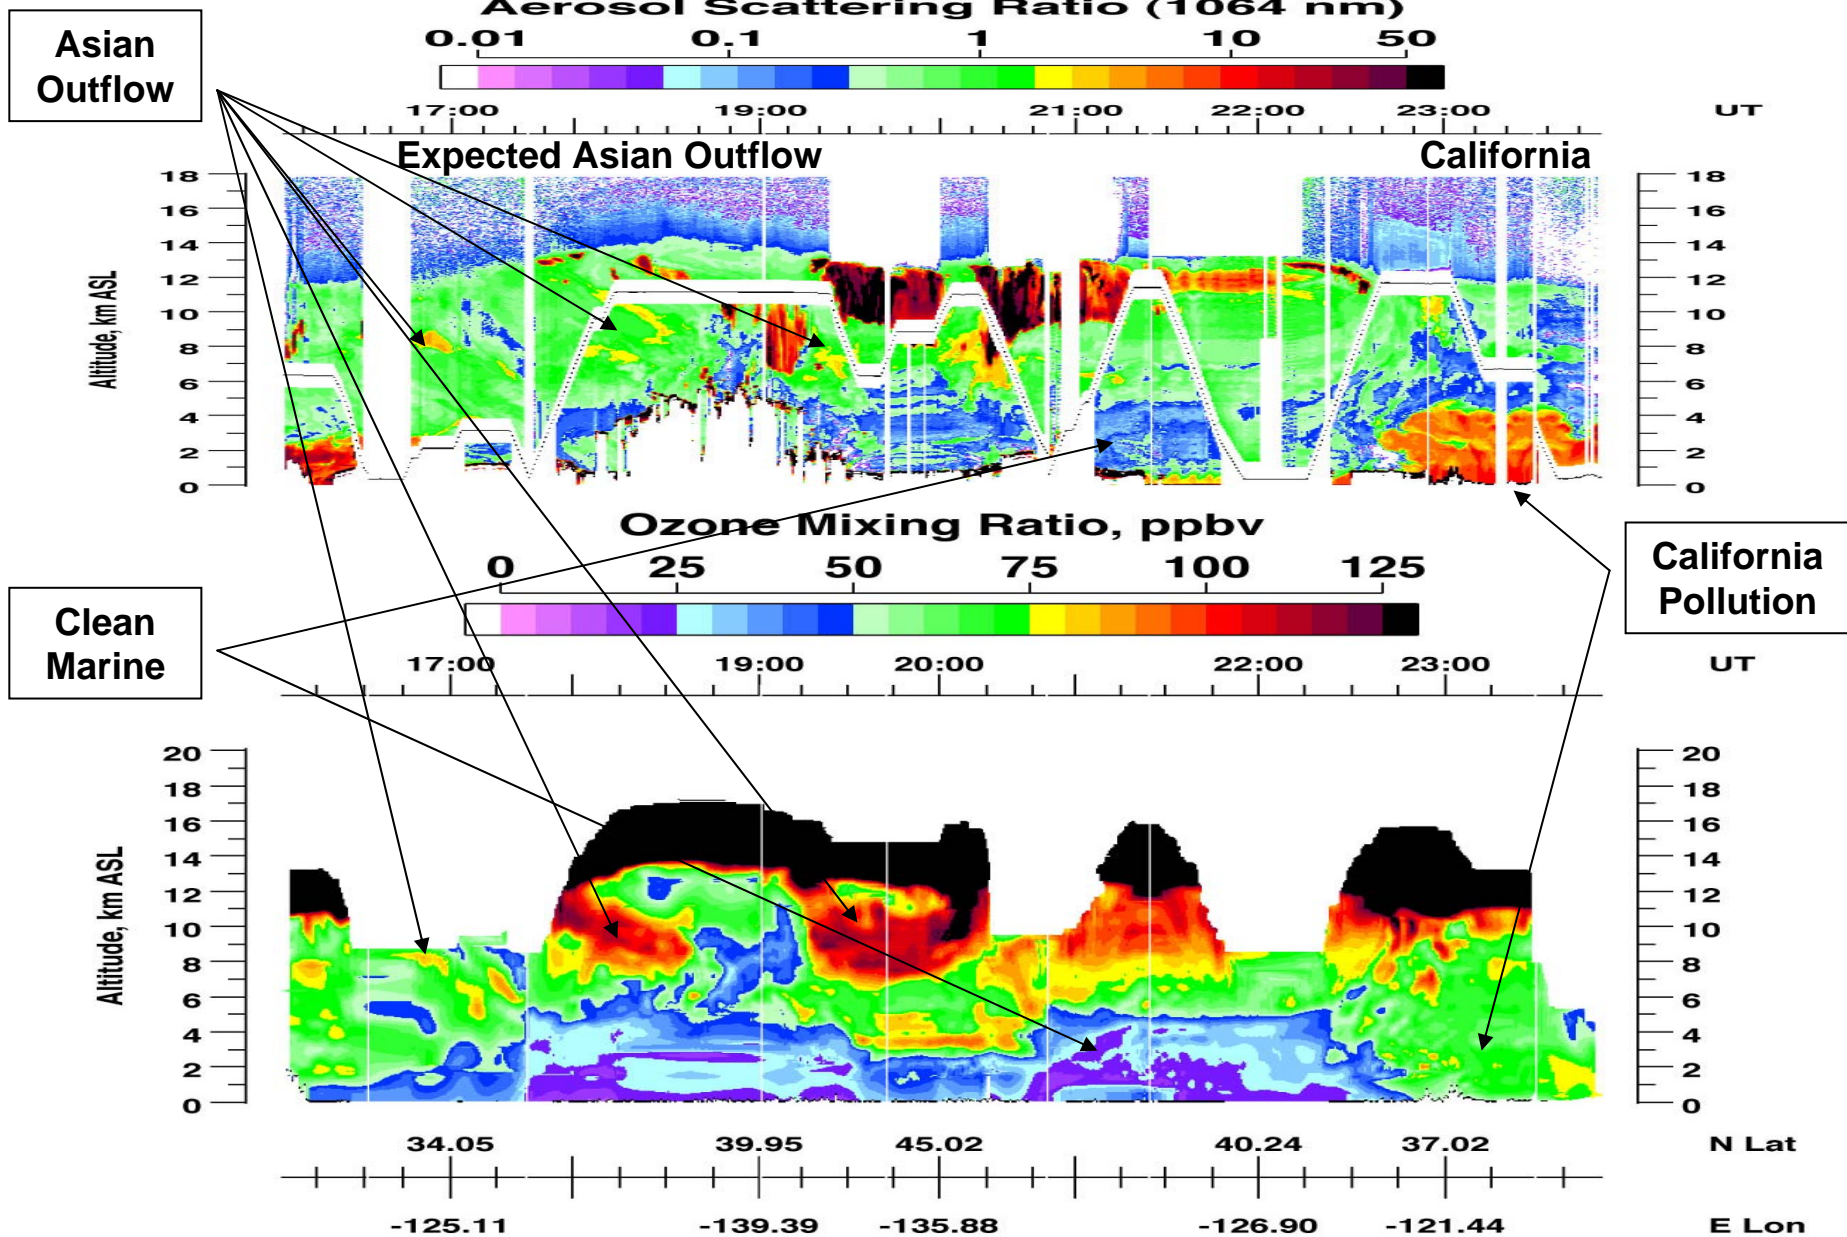 Aerosol Scattering Ratio (1064 nm)
0.01 0.1 1 10 50
Asian
Outflow
17:00 19:00 21:00 22:00 23:00 UT
Expected Asian Outflow California
18 18
16 16
14 14
12 12
10 10
8 8
6 6
4 4
2 2
0 0
Altitude, km ASL
Ozone Mixing Ratio, ppbv
0 25 50 75 100 125
California
Pollution
Clean
Marine
17:00 19:00 20:00 22:00 23:00 UT
20 20
18 18
16 16
14 14
12 12
10 10
8 8
6 6
4 4
2 2
0 0
Altitude, km ASL
34.05 39.95 45.02 40.24 37.02 N Lat
-125.11 -139.39 -135.88 -126.90 -121.44 E Lon